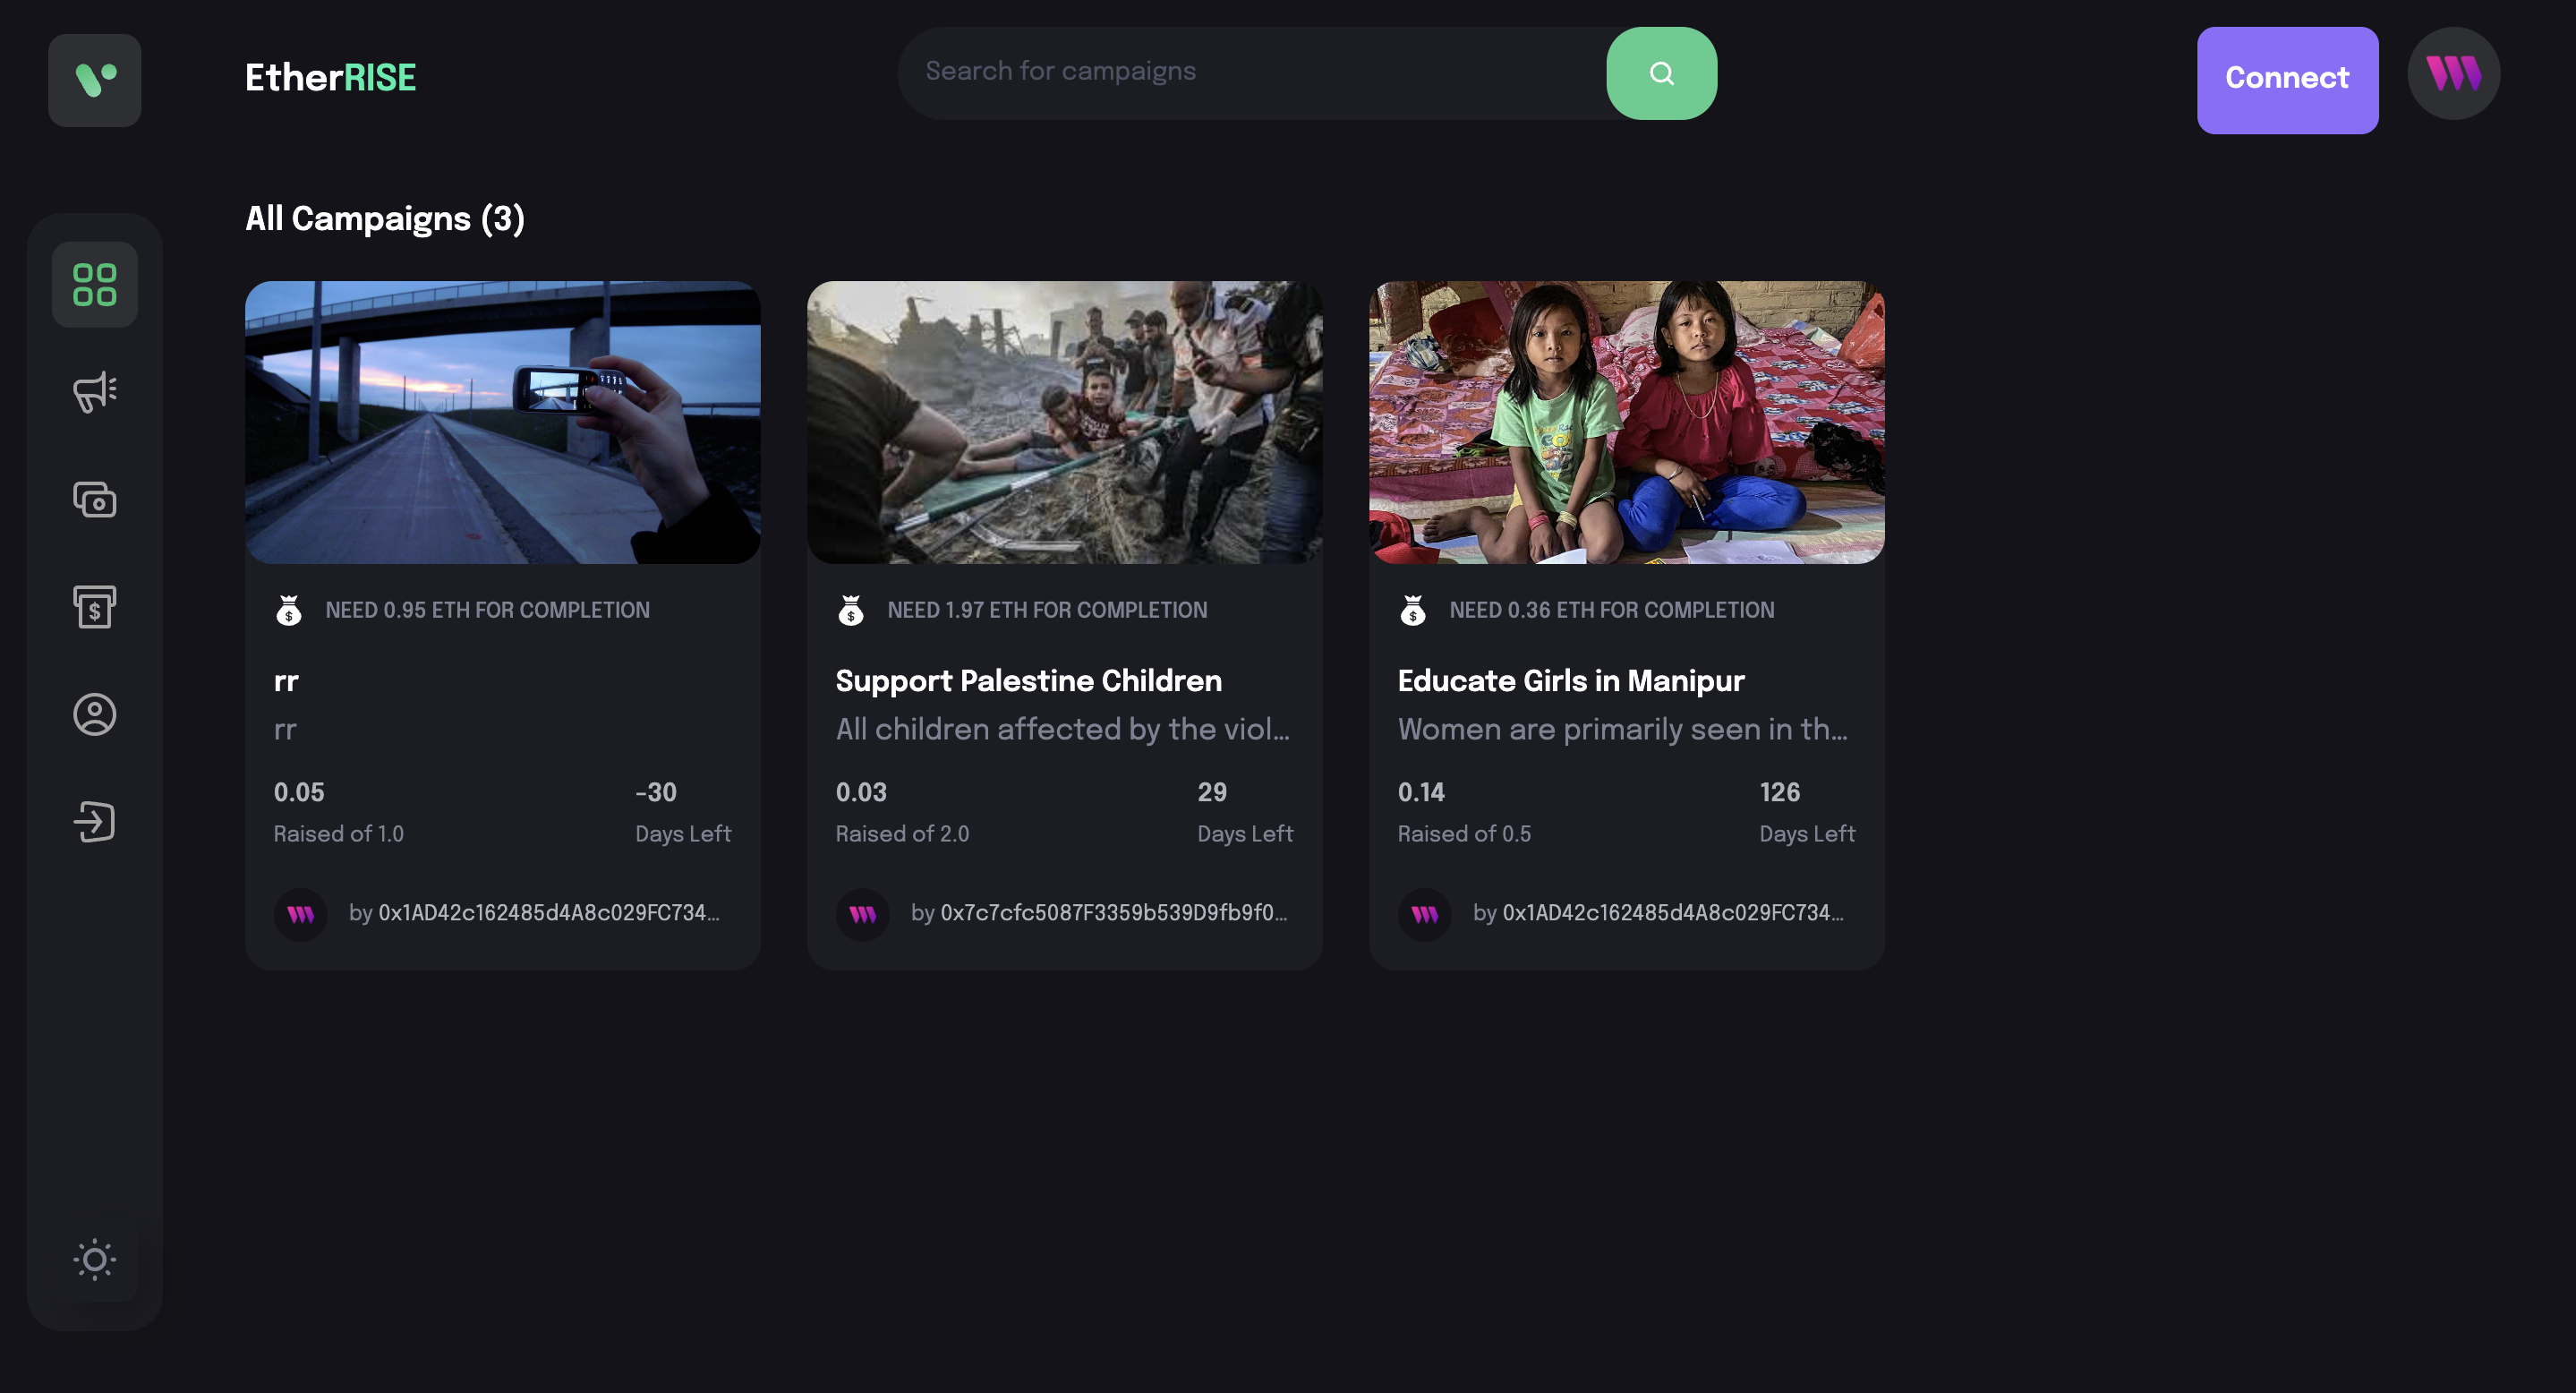 EtherRISE
Search for campaigns
Connect
All Campaigns (3)
NEED 0.95 ETH FOR COMPLETION
rr
rr
0.05
-30
Raised of 1.0
Days Left
by 0x1AD42c162485d4A8c029FC734...
NEED 1.97 ETH FOR COMPLETION
Support Palestine Children
All children affected by the viol...
0.03
29
Raised of 2.0
Days Left
by 0x7c7cfc5087F3359b539D9fb9f0...
NEED 0.36 ETH FOR COMPLETION
Educate Girls in Manipur
Women are primarily seen in th...
0.14
126
Raised of 0.5
Days Left
by 0x1AD42c162485d4A8c029FC734...